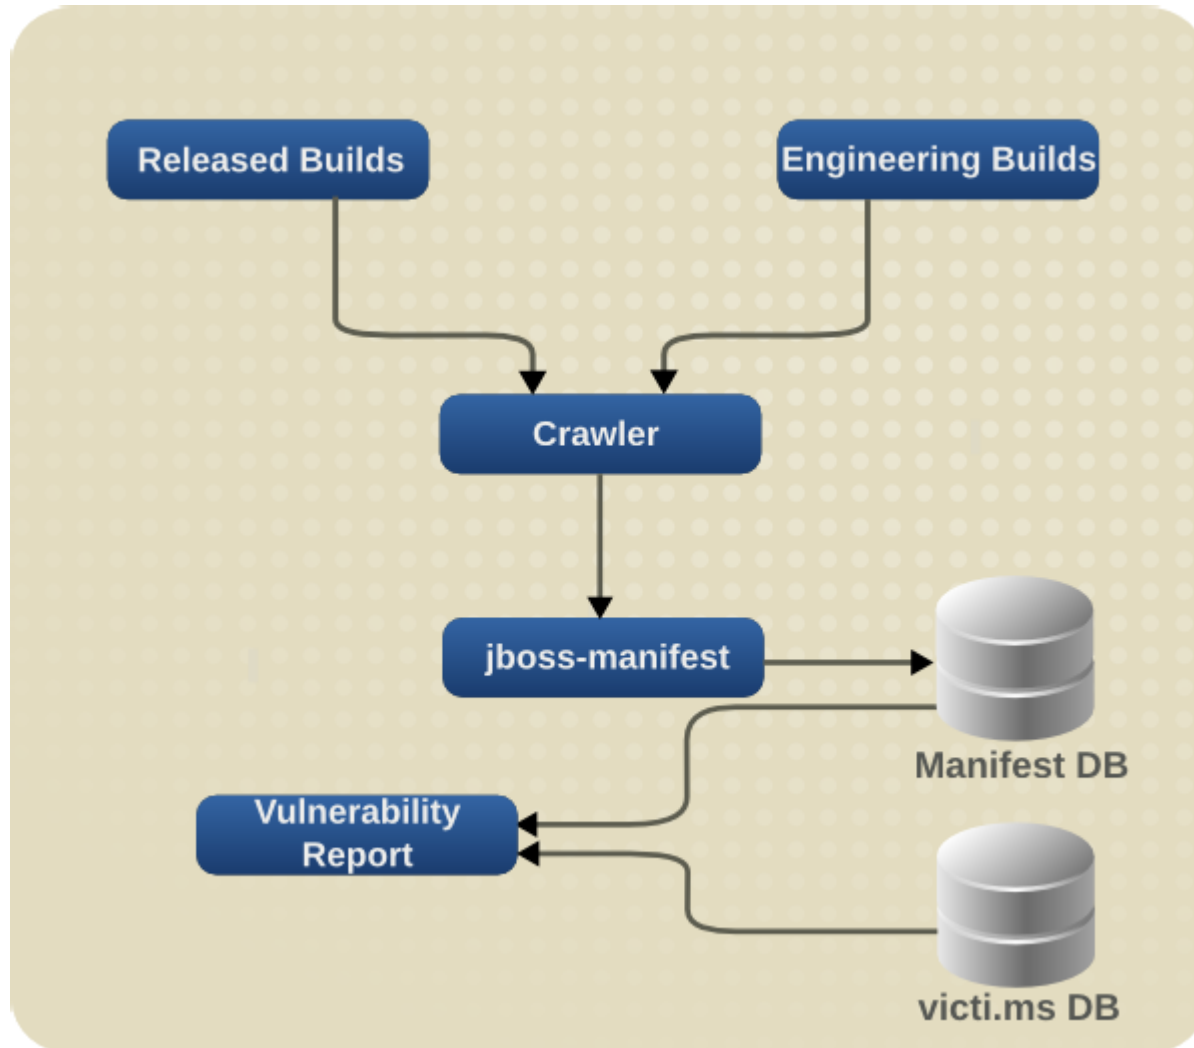 Released Builds
Engineering Builds
Crawler
jboss-manifest
Manifest DB
Vulnerability
Report
victi.ms DB